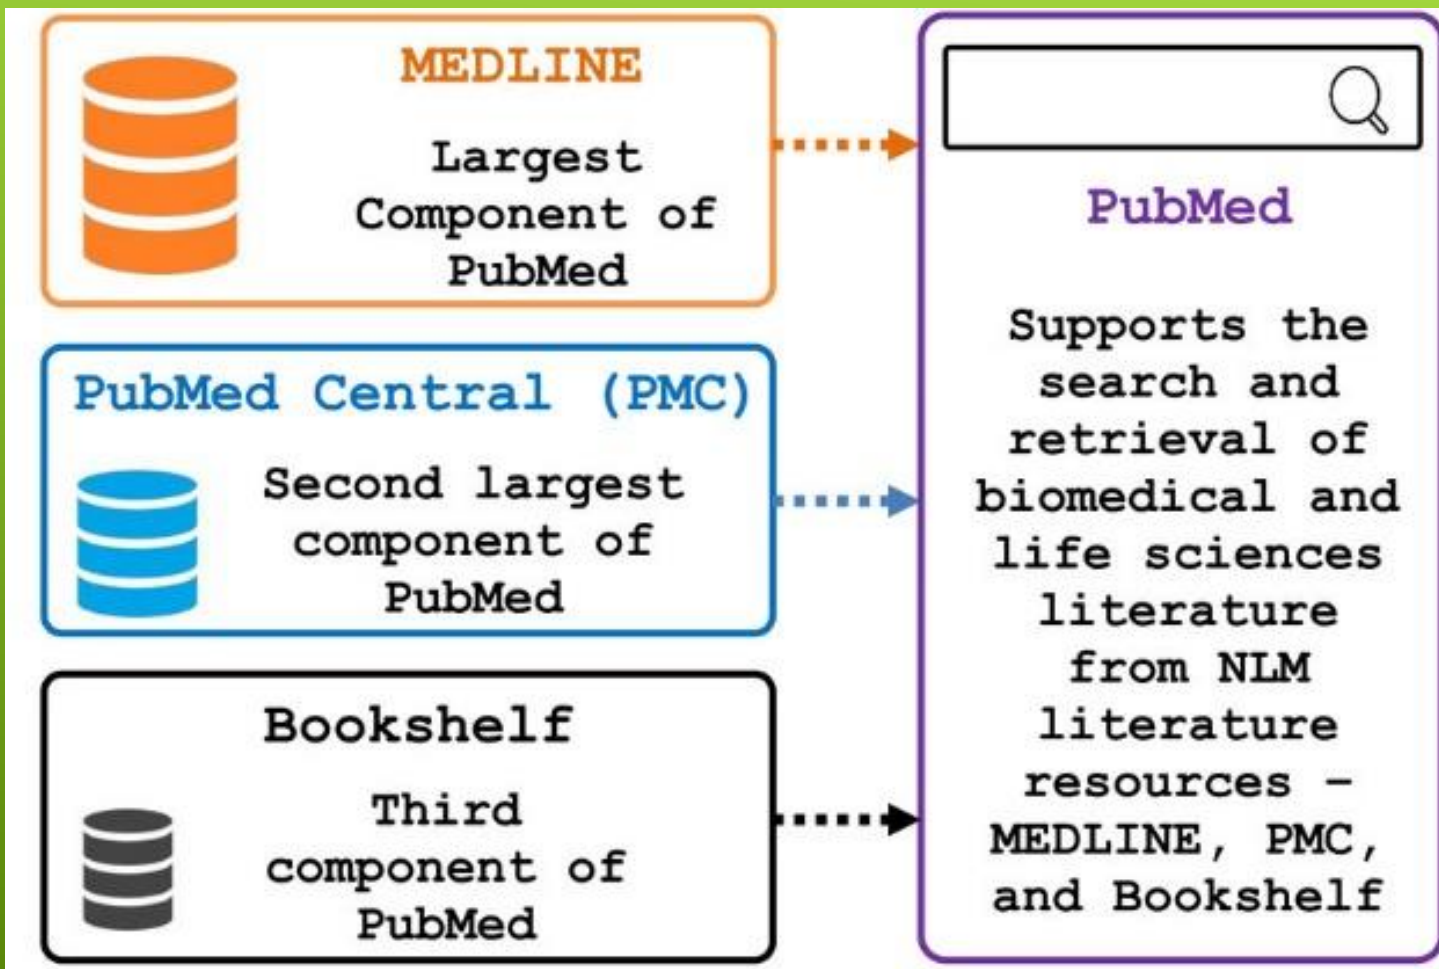 MEDLINE
Largest
Component of
PubMed
PubMed Central (PMC)
Second largest
component of
PubMed
Bookshelf
Third
component of
PubMed
PubMed
Supports the
search and
retrieval of
biomedical and
life sciences
literature
from NLM
literature
resources –
MEDLINE, PMC,
and Bookshelf